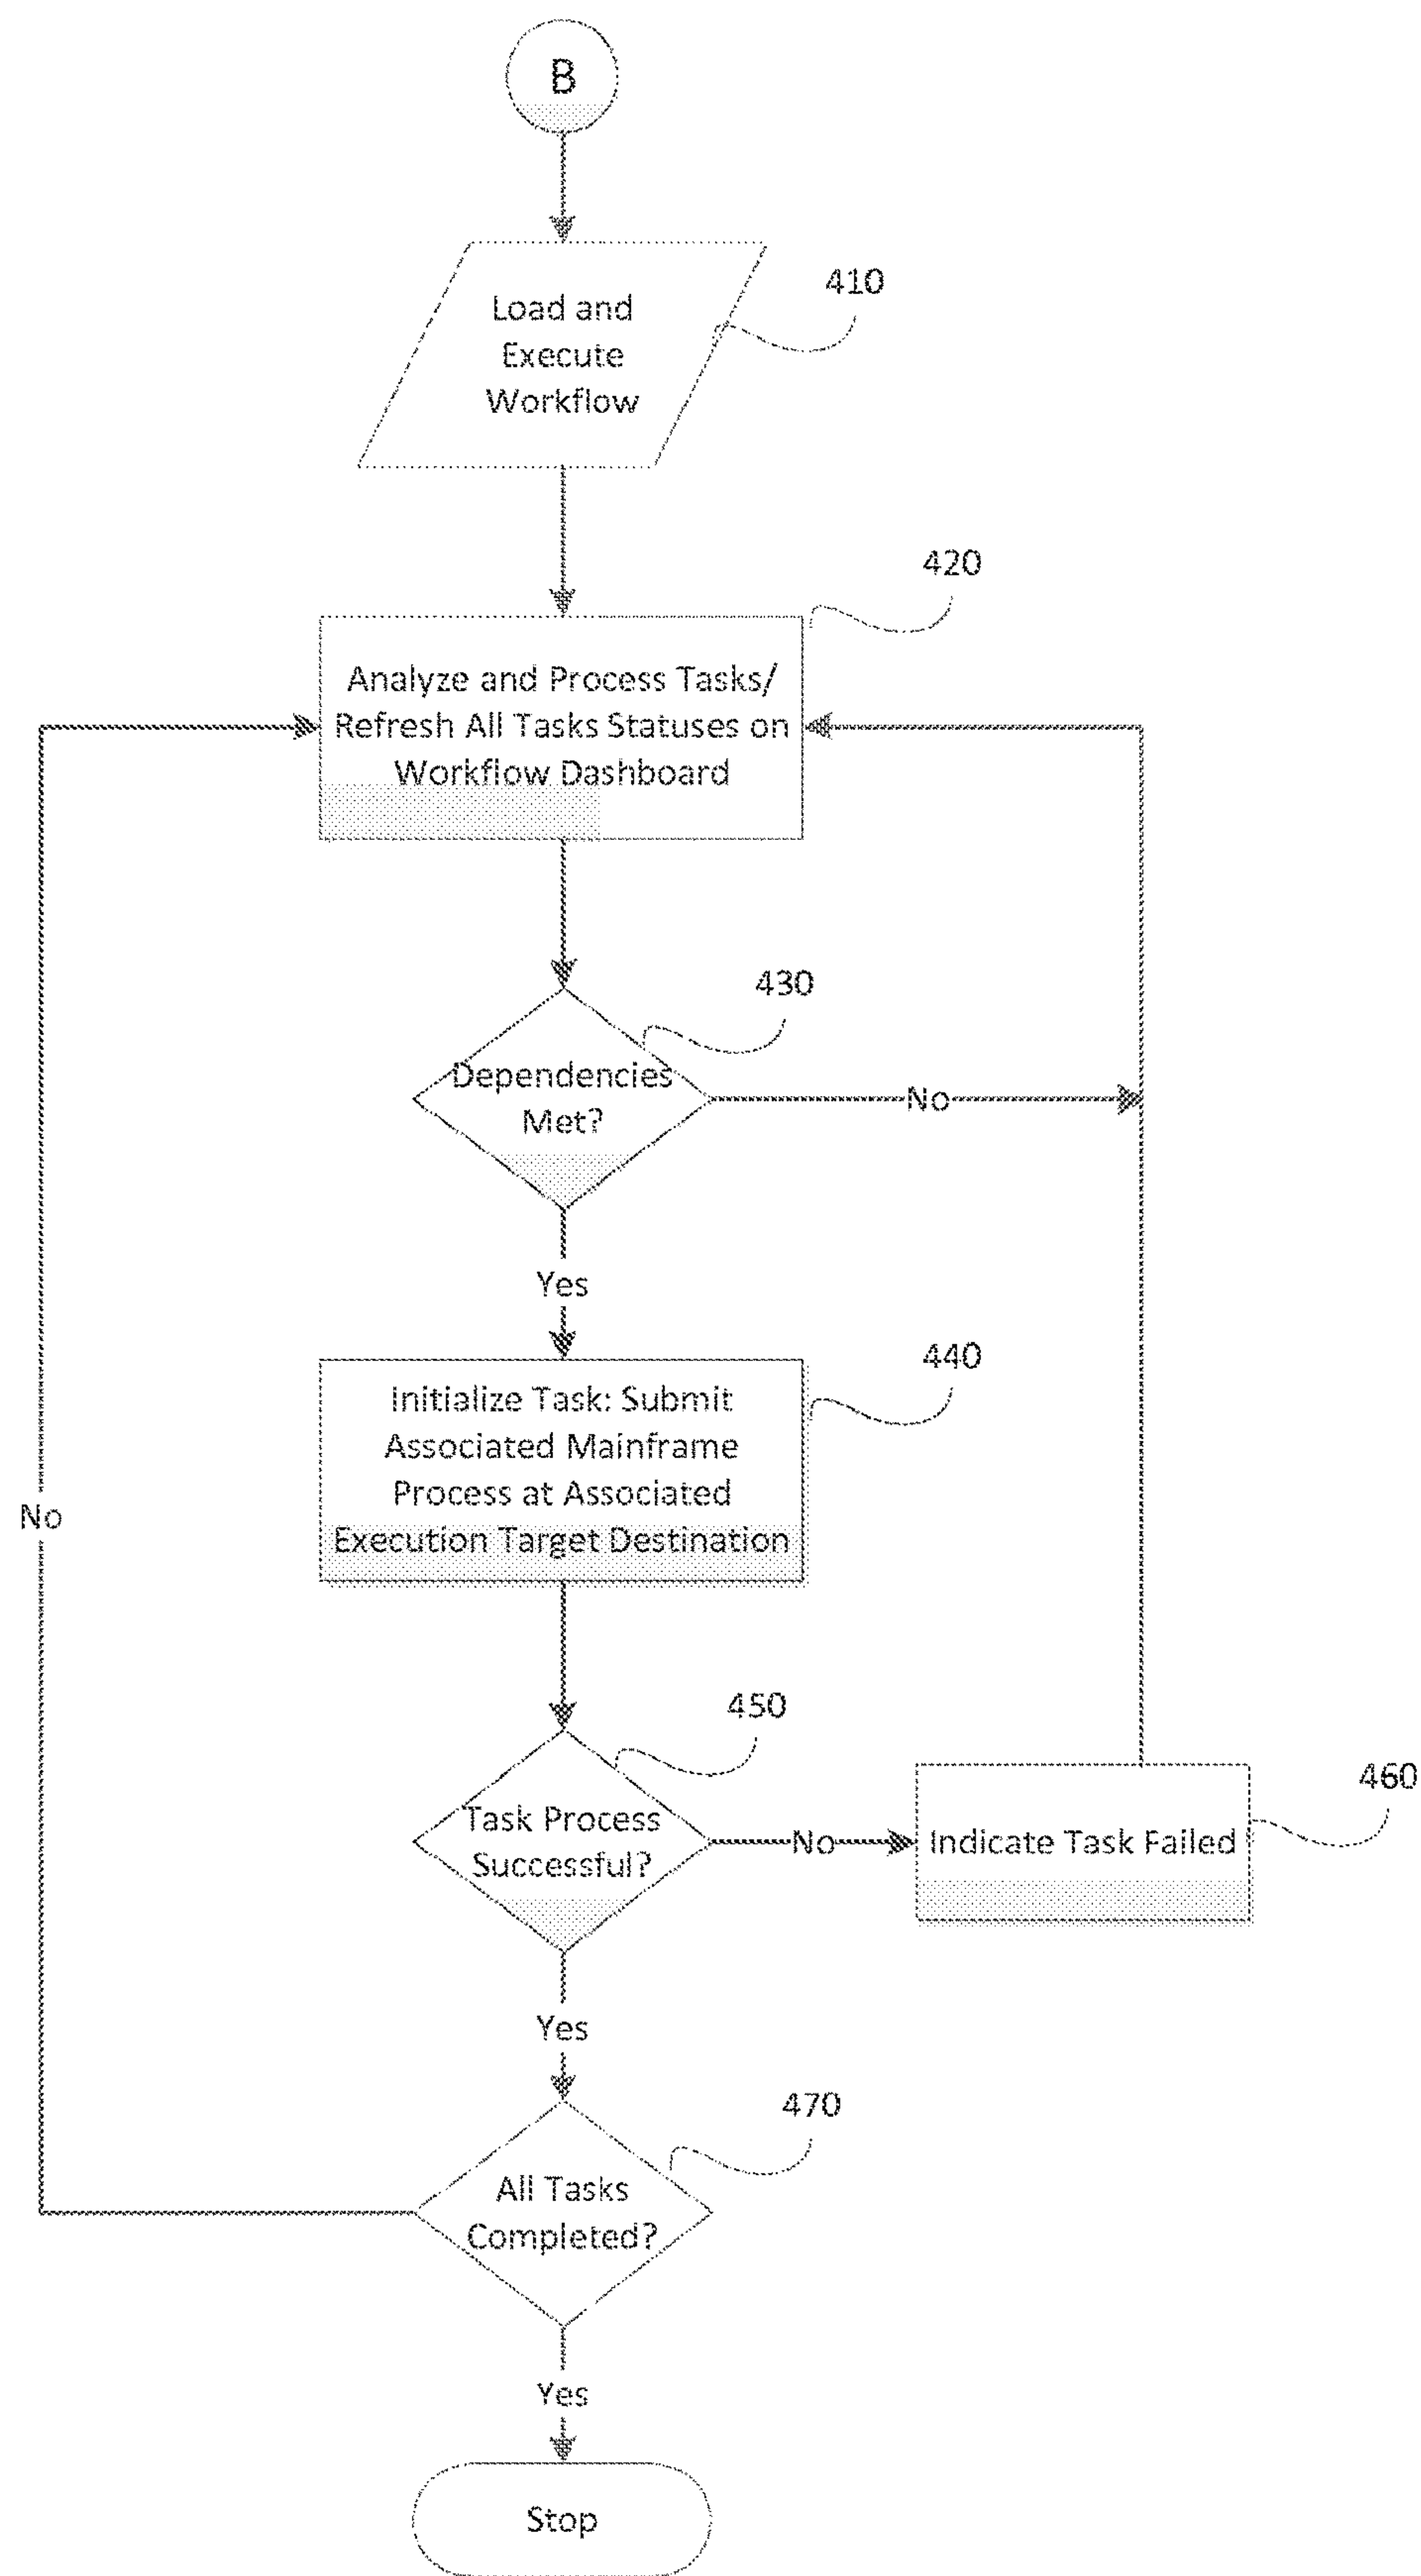 B
410
Load and
Execute
Workflow
420
Analyze and Process Tasks/
Refresh All Tasks Statuses on
Workflow Dashboard
430
Dependencies
Met?
No
Yes
440
Initialize Task: Submit
Associated Mainframe
Process at Associated
Execution Target Destination
No
450
460
Task Process
Successful?
No
Indicate Task Failed
Yes
470
All Tasks
Completed?
Yes
Stop